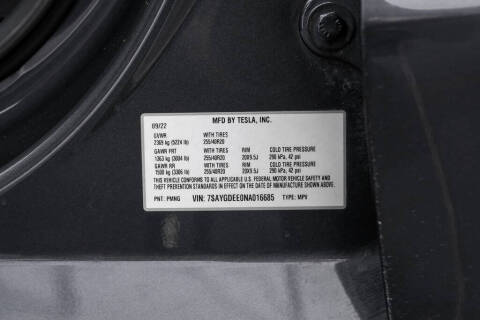 MFD BY TESLA, INC.
09/22
GVWR WITH TIRES
2369 kg (5224 lb) 255/40R20
GAWR FRT WITH TIRES RIM COLD TIRE PRESSURE
1363 kg (3004 lb) 255/40R20 20X9.5J 290 kPa, 42 psi
GAWR RR WITH TIRES RIM COLD TIRE PRESSURE
1500 kg (3306 lb) 255/40R20 20X9.5J 290 kPa, 42 psi
THIS VEHICLE CONFORMS TO ALL APPLICABLE U.S. FEDERAL MOTOR VEHICLE SAFETY AND
THEFT PREVENTION STANDARDS IN EFFECT ON THE DATE OF MANUFACTURE SHOWN ABOVE.
PNT: PMNG VIN: 7SAYGDEE0NA016685 TYPE: MPV